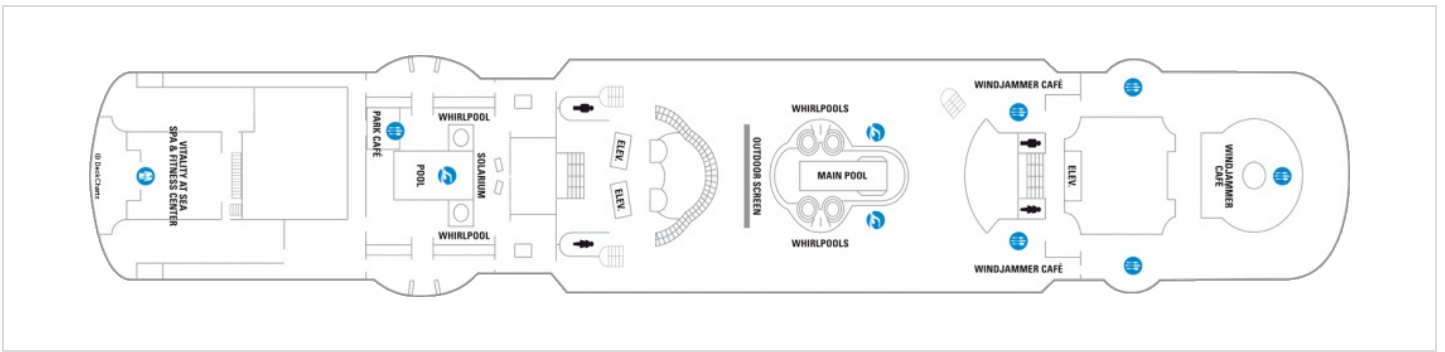 © DeckChants
VITALITY AT SEA
SPA & FITNESS CENTER
PARK CAFÉ
WHIRLPOOL
POOL
SOLARIUM
WHIRLPOOL
ELEV.
ELEV.
OUTDOOR SCREEN
WHIRLPOOLS
MAIN POOL
WHIRLPOOLS
WINDJAMMER CAFÉ
ELEV.
WINDJAMMER CAFÉ
WINDJAMMER
CAFÉ